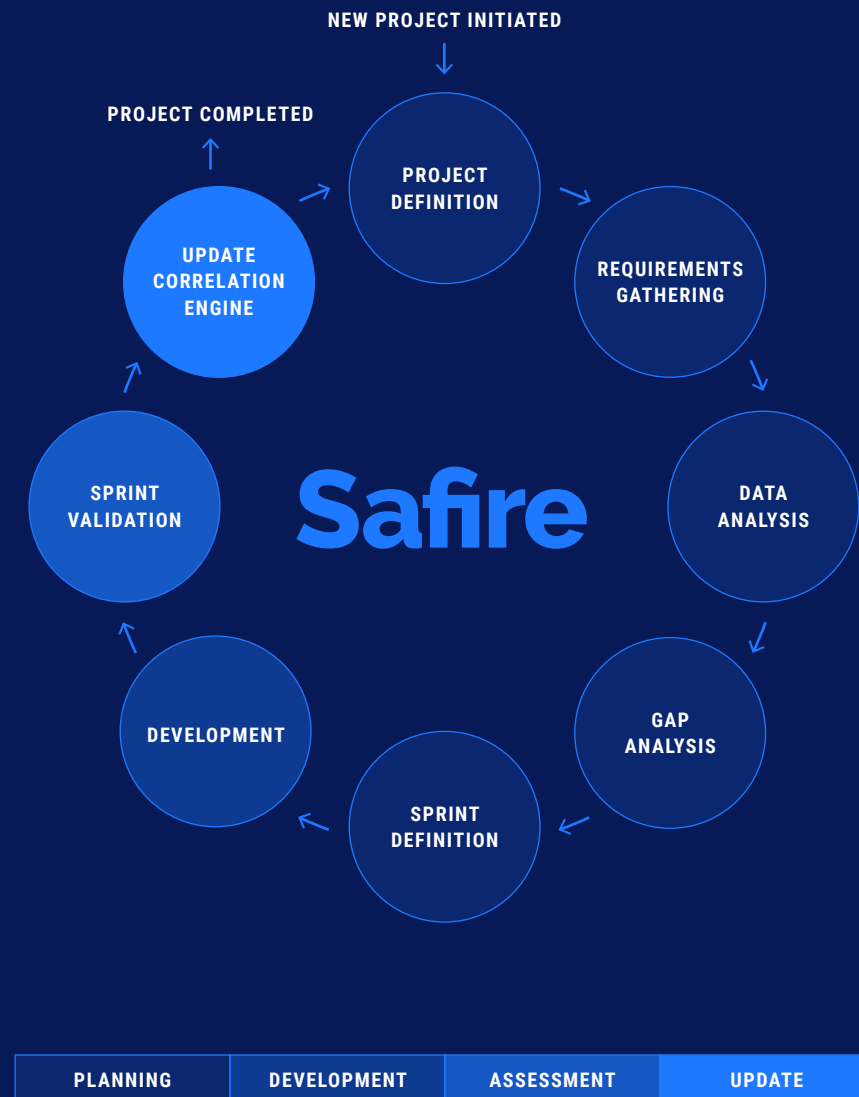 NEW PROJECT INITIATED
PROJECT COMPLETED
PROJECT
DEFINITION
REQUIREMENTS
GATHERING
DATA
ANALYSIS
GAP
ANALYSIS
SPRINT
DEFINITION
DEVELOPMENT
SPRINT
VALIDATION
UPDATE
CORRELATION
ENGINE
Safire
PLANNING
DEVELOPMENT
ASSESSMENT
UPDATE